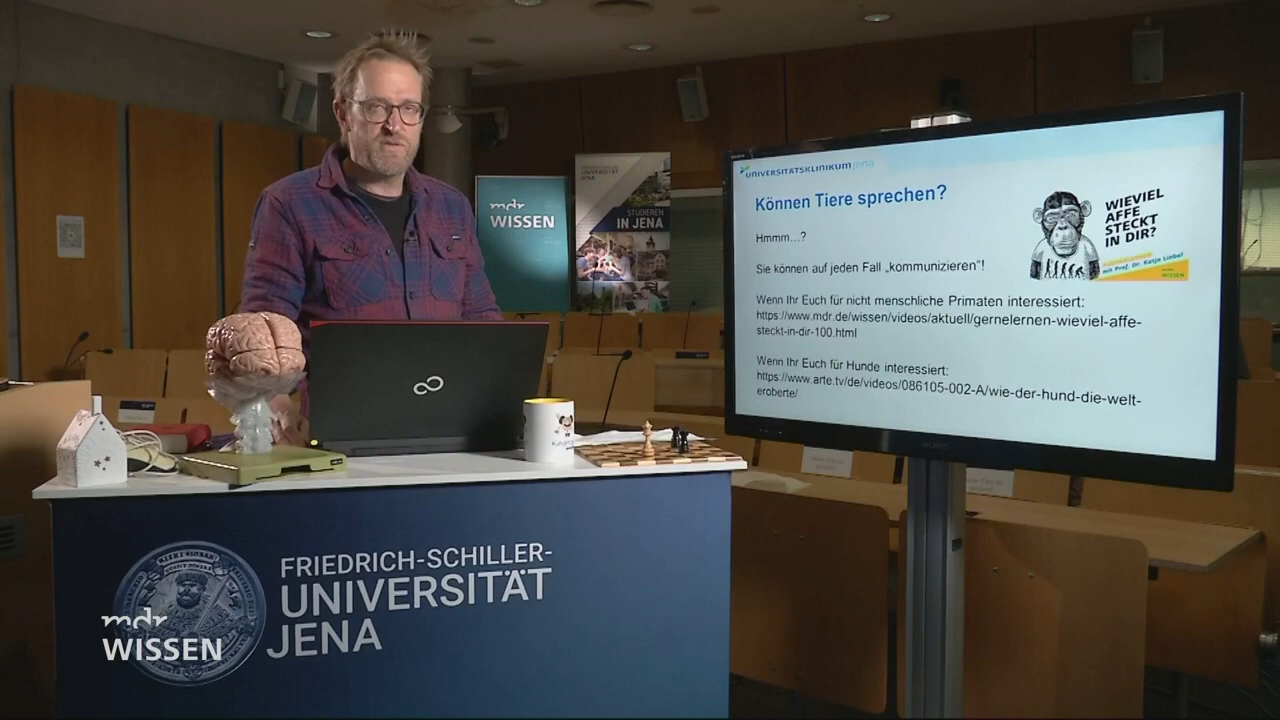 mdr
WISSEN
STUDIEREN
IN JENA
UNIVERSITÄTSKLINIKUM jena
Können Tiere sprechen?
Hmmm…?
Sie können auf jeden Fall „kommunizieren“!
Wenn Ihr Euch für nicht menschliche Primaten interessiert:
https://www.mdr.de/wissen/videos/aktuell/gernelernen-wieviel-affe-
steckt-in-dir-100.html
Wenn Ihr Euch für Hunde interessiert:
https://www.arte.tv/de/videos/086105-002-A/wie-der-hund-die-welt-
eroberte/
WIEVIEL
AFFE
STECKT
IN DIR?
mit Prof. Dr. Katja Liebal
FRIEDRICH-SCHILLER-
UNIVERSITÄT
JENA
mdr
WISSEN